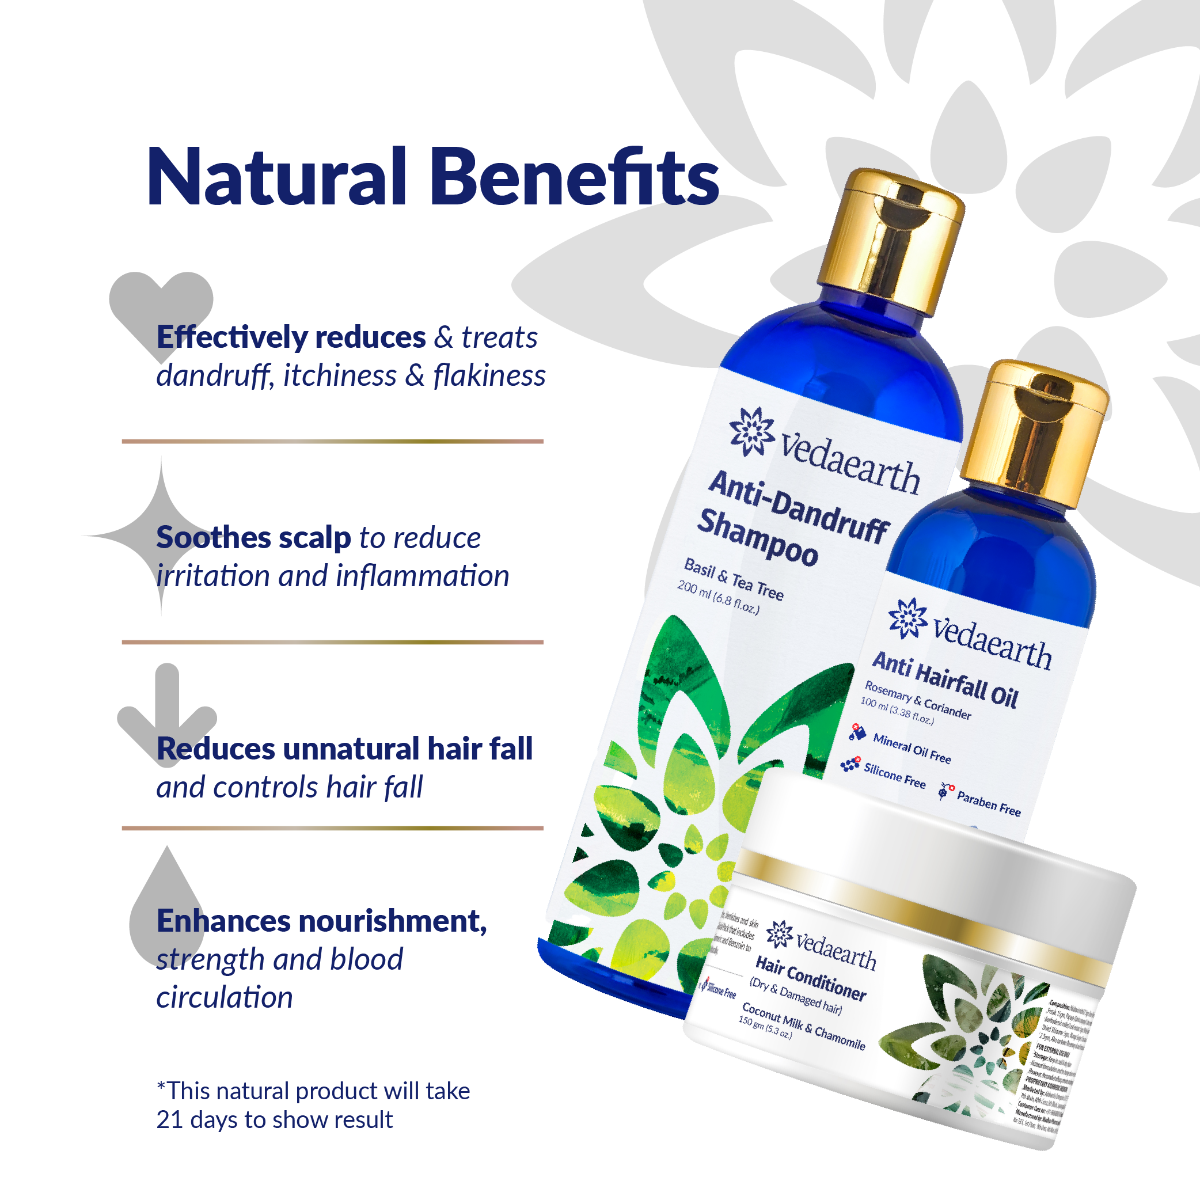 Natural Benefits
Effectively reduces & treats
dandruff, itchiness & flakiness
Soothes scalp to reduce
irritation and inflammation
Reduces unnatural hair fall
and controls hair fall
Enhances nourishment,
strength and blood
circulation
*This natural product will take
21 days to show result
vedaearth
Anti-Dandruff
Shampoo
Basil & Tea Tree
200 ml (6.8 fl.oz.)
vedaearth
Anti Hairfall Oil
Rosemary & Coriander
100 ml (3.38 fl.oz.)
Mineral Oil Free
Silicone Free
Paraben Free
vedaearth
Hair Conditioner
(Dry & Damaged hair)
Coconut Milk & Chamomile
150 gm (5.3 oz.)
Silicone Free